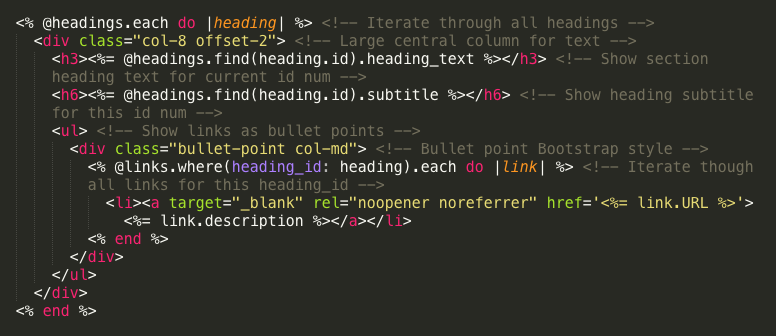 <% @headings.each do |heading| %> <!-- Iterate through all headings -->
<div class="col-8 offset-2"> <!-- Large central column for text -->
<h3><%= @headings.find(heading.id).heading_text %></h3> <!-- Show section
heading text for current id num -->
<h6><%= @headings.find(heading.id).subtitle %></h6> <!-- Show heading subtitle
for this id num -->
<ul> <!-- Show links as bullet points -->
<div class="bullet-point col-md"> <!-- Bullet point Bootstrap style -->
<% @links.where(heading_id: heading).each do |link| %> <!-- Iterate though
all links for this heading_id -->
<li><a target="_blank" rel="noopener noreferrer" href='<%= link.URL %>'>
<%= link.description %></a></li>
<% end %>
</div>
</ul>
</div>
<% end %>